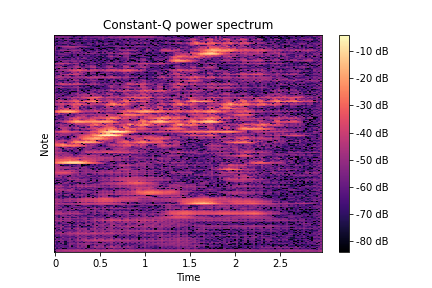 Constant-Q power spectrum
Note
-10 dB
-20 dB
-30 dB
-40 dB
-50 dB
-60 dB
-70 dB
-80 dB
0 0.5 1 1.5 2 2.5
Time